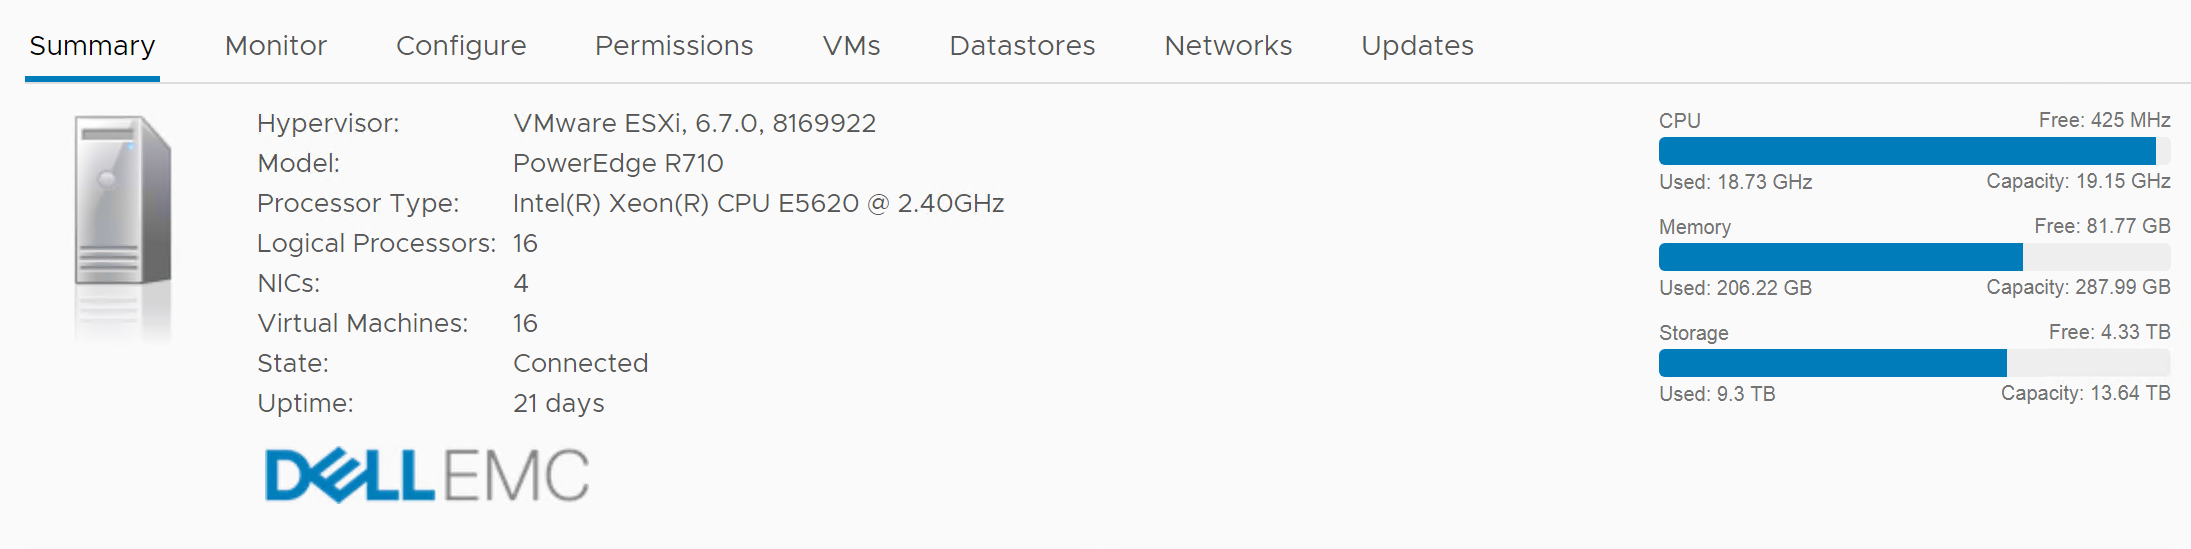 Summary Monitor Configure Permissions VMs Datastores Networks Updates
Hypervisor: VMware ESXi, 6.7.0, 8169922
Model: PowerEdge R710
Processor Type: Intel(R) Xeon(R) CPU E5620 @ 2.40GHz
Logical Processors: 16
NICs: 4
Virtual Machines: 16
State: Connected
Uptime: 21 days
DELLEMC
CPU Free: 425 MHz
Used: 18.73 GHz Capacity: 19.15 GHz
Memory Free: 81.77 GB
Used: 206.22 GB Capacity: 287.99 GB
Storage Free: 4.33 TB
Used: 9.3 TB Capacity: 13.64 TB